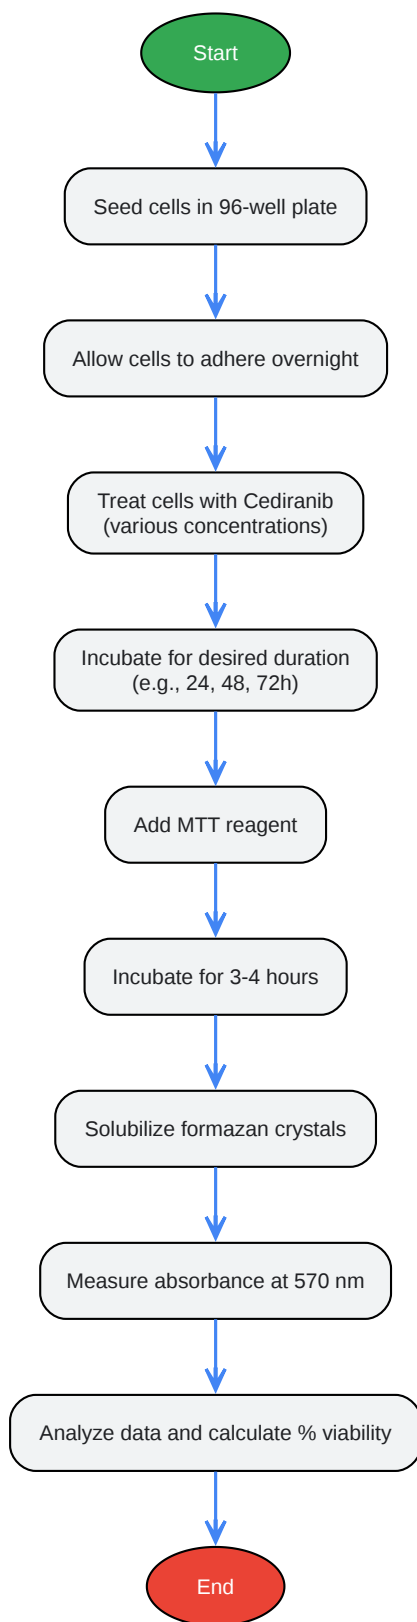 Start
Seed cells in 96-well plate
Allow cells to adhere overnight
Treat cells with Cediranib
(various concentrations)
Incubate for desired duration
(e.g., 24, 48, 72h)
Add MTT reagent
Incubate for 3-4 hours
Solubilize formazan crystals
Measure absorbance at 570 nm
Analyze data and calculate % viability
End